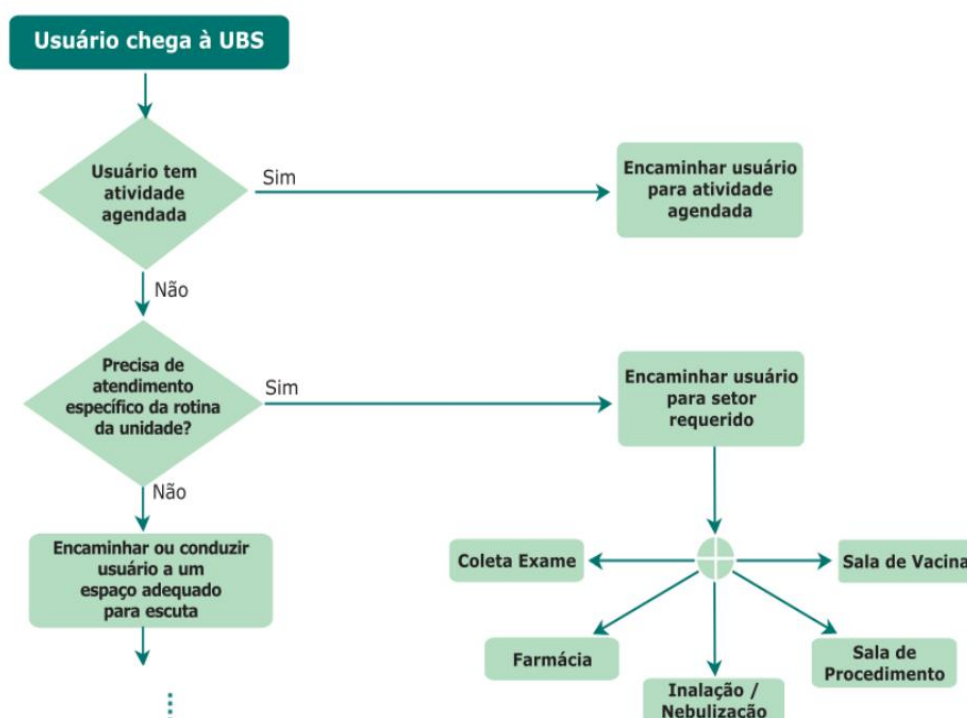 Usuário chega à UBS
Usuário tem
atividade
agendada
Sim
Encaminhar usuário
para atividade
agendada
Não
Precisa de
atendimento
específico da rotina
da unidade?
Sim
Encaminhar usuário
para setor
requerido
Não
Encaminhar ou conduzir
usuário a um
espaço adequado
para escuta
Coleta Exame
Sala de Vacina
Farmácia
Sala de
Procedimento
Inalação /
Nebulização